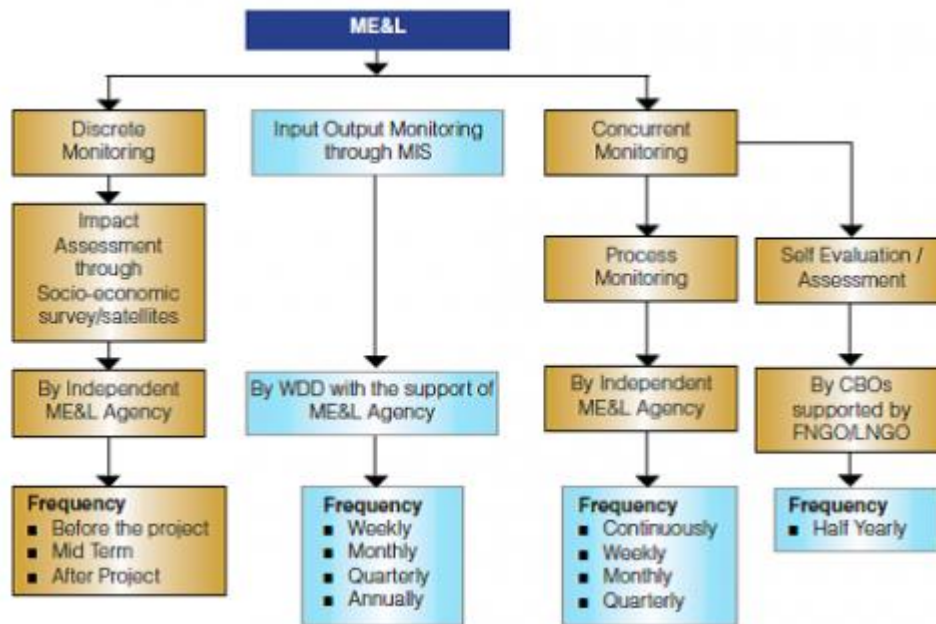 ME&L
Discrete
Monitoring
Input Output Monitoring
through MIS
Concurrent
Monitoring
Impact
Assessment
through
Socio-economic
survey/satellites
Process
Monitoring
Self Evaluation /
Assessment
By Independent
ME&L Agency
By WDD with the support of
ME&L Agency
By Independent
ME&L Agency
By CBOs
supported by
FNGO/LNGO
Frequency
■ Before the project
■ Mid Term
■ After Project
Frequency
■ Weekly
■ Monthly
■ Quarterly
■ Annually
Frequency
■ Continuously
■ Weekly
■ Monthly
■ Quarterly
Frequency
■ Half Yearly